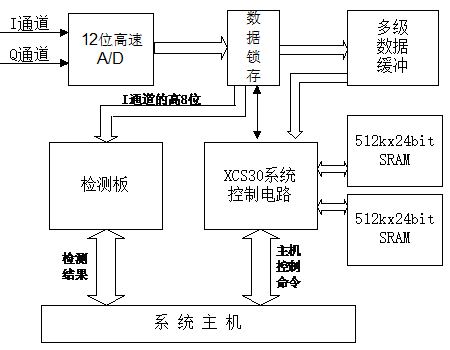 I通道
Q通道
12位高速
A/D
数
据
锁
存
多级
数据
缓冲
I通道的高8位
检测板
XCS30系统
控制电路
512kx24bit
SRAM
512kx24bit
SRAM
检测
结果
主机
控制
命令
系 统 主 机